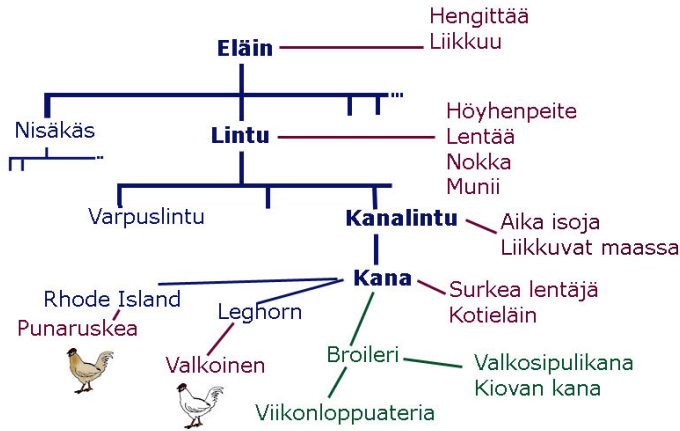 Hengittää
Eläin
Liikkuu
Nisäkäs
Lintu
Höyhenpeite
Lentää
Nokka
Munii
Varpuslintu
Kanalintu
Aika isoja
Liikkuvat maassa
Kana
Rhode Island
Punaruskea
Leghorn
Valkoinen
Surkea lentäjä
Kotieläin
Broileri
Valkosipulikana
Kiovan kana
Viikonloppuateria